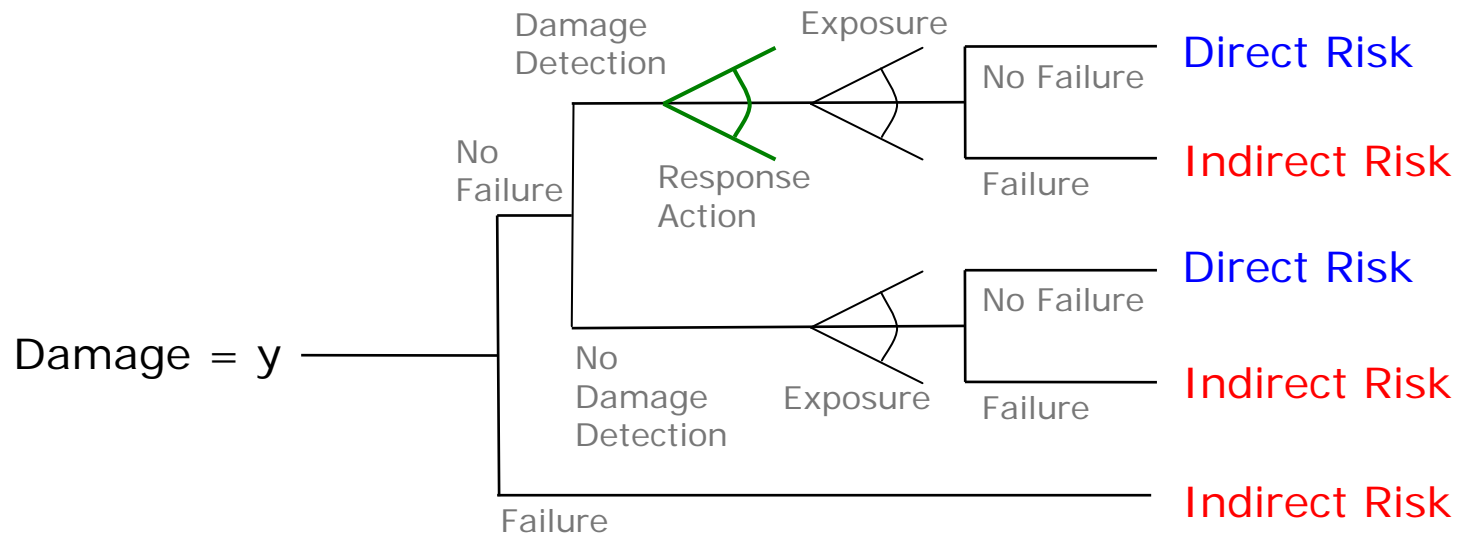 Damage
Detection
Exposure
Direct Risk
No Failure
No
Failure
Response
Action
Indirect Risk
Failure
Direct Risk
No Failure
Damage = y
No
Damage
Detection
Exposure
Indirect Risk
Failure
Indirect Risk
Failure